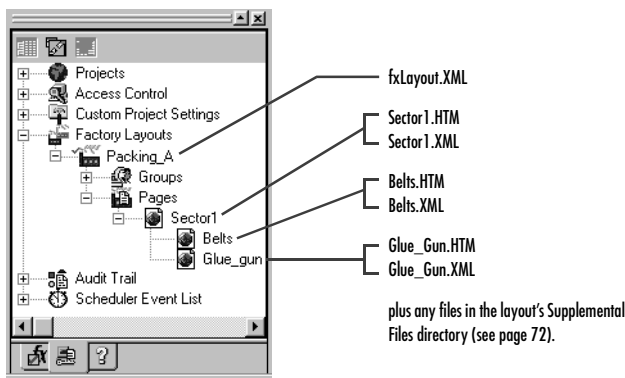 Projects
Access Control
Custom Project Settings
Factory Layouts
Packing_A
Groups
Pages
Sector1
Belts
Glue_gun
Audit Trail
Scheduler Event List
fx
?
fxLayout.XML
Sector1.HTM
Sector1.XML
Belts.HTM
Belts.XML
Glue_Gun.HTM
Glue_Gun.XML
plus any files in the layout's Supplemental
Files directory (see page 72).